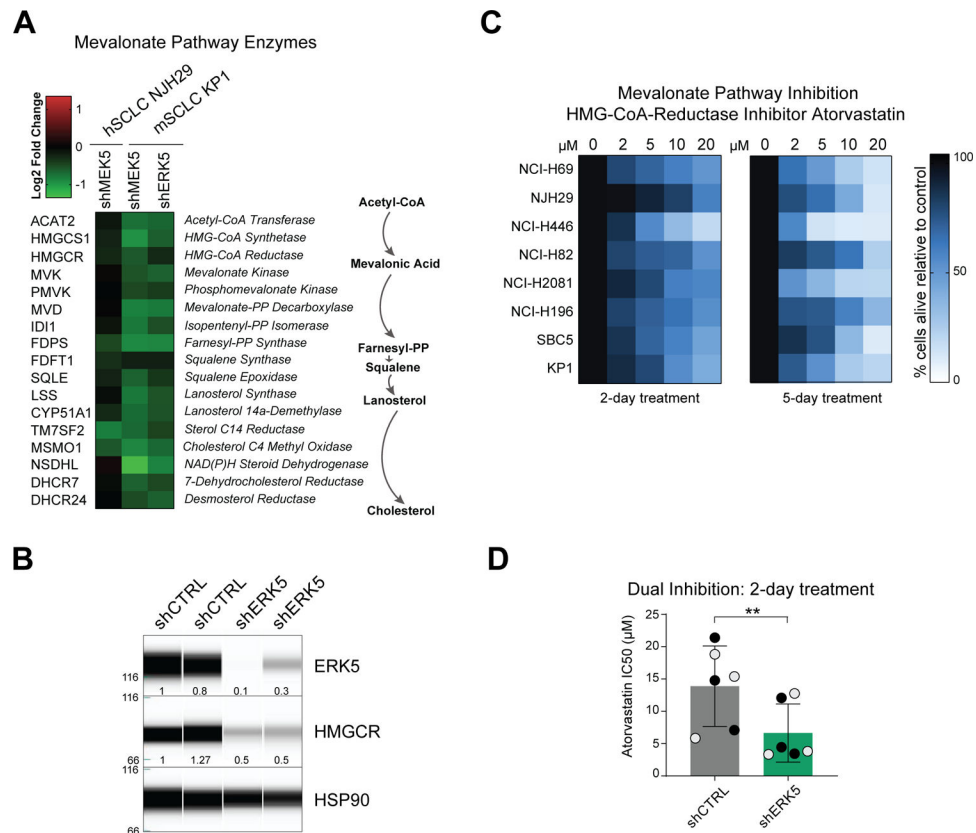 A
Mevalonate Pathway Enzymes
Log2 Fold Change
1
0
-1
hSCLC NJH29
mSCLC KP1
shMEK5
shMEK5
shERK5
ACAT2 Acetyl-CoA Transferase
HMGCS1 HMG-CoA Synthetase
HMGCR HMG-CoA Reductase
MVK Mevalonate Kinase
PMVK Phosphomevalonate Kinase
MVD Mevalonate-PP Decarboxylase
IDI1 Isopentenyl-PP Isomerase
FDPS Farnesyl-PP Synthase
FDFT1 Squalene Synthase
SQLE Squalene Epoxidase
LSS Lanosterol Synthase
CYP51A1 Lanosterol 14a-Demethylase
TM7SF2 Sterol C14 Reductase
MSMO1 Cholesterol C4 Methyl Oxidase
NSDHL NAD(P)H Steroid Dehydrogenase
DHCR7 7-Dehydrocholesterol Reductase
DHCR24 Desmosterol Reductase
Acetyl-CoA
Mevalonic Acid
Farnesyl-PP
Squalene
Lanosterol
Cholesterol
B
shCTRL
shCTRL
shERK5
shERK5
116
1 0.8 0.1 0.3
ERK5
116
66
1 1.27 0.5 0.5
HMGCR
116
66
HSP90
C
Mevalonate Pathway Inhibition
HMG-CoA-Reductase Inhibitor Atorvastatin
µM 0 2 5 10 20
µM 0 2 5 10 20
NCI-H69
NJH29
NCI-H446
NCI-H82
NCI-H2081
NCI-H196
SBC5
KP1
2-day treatment
5-day treatment
100
50
0
% cells alive relative to control
D
Dual Inhibition: 2-day treatment
**
Atorvastatin IC50 (µM)
25
20
15
10
5
0
shCTRL
shERK5